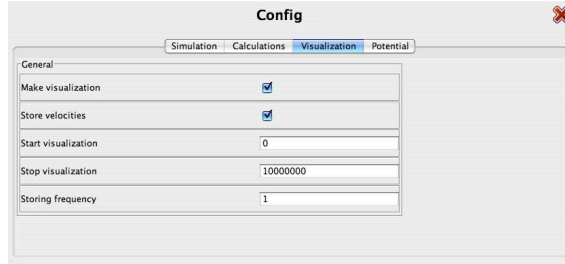 Config
Simulation Calculations Visualization Potential
General
Make visualization
Store velocities
Start visualization 0
Stop visualization 10000000
Storing frequency 1